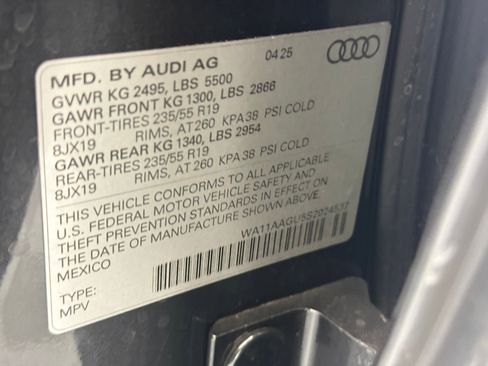 MFD. BY AUDI AG 04 25
GVWR KG 2495, LBS 5500
GAWR FRONT KG 1300, LBS 2866
FRONT-TIRES 235/55 R19
8JX19 RIMS, AT 260 KPA 38 PSI COLD
GAWR REAR KG 1340, LBS 2954
REAR-TIRES 235/55 R19
8JX19 RIMS, AT 260 KPA 38 PSI COLD
THIS VEHICLE CONFORMS TO ALL APPLICABLE
U.S. FEDERAL MOTOR VEHICLE SAFETY AND
THEFT PREVENTION STANDARDS IN EFFECT ON
THE DATE OF MANUFACTURE SHOWN ABOVE.
MEXICO
WA11AAGU5S2024537
TYPE:
MPV